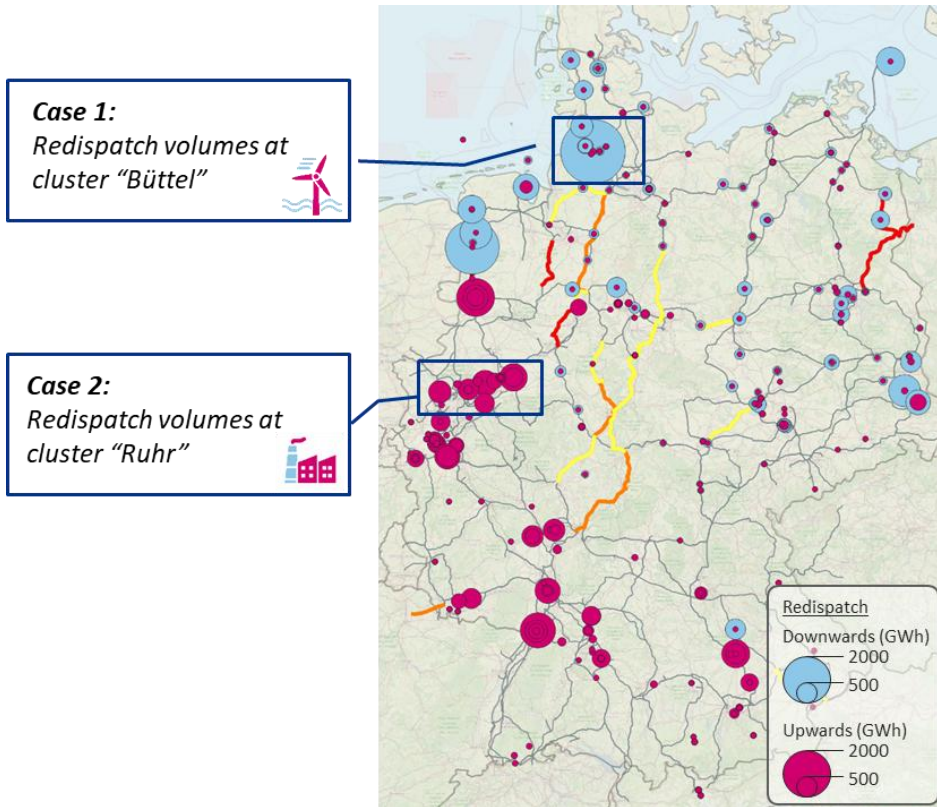 Case 1:
Redispatch volumes at
cluster “Büttel”
Case 2:
Redispatch volumes at
cluster “Ruhr”
Redispatch
Downwards (GWh)
2000
500
Upwards (GWh)
2000
500